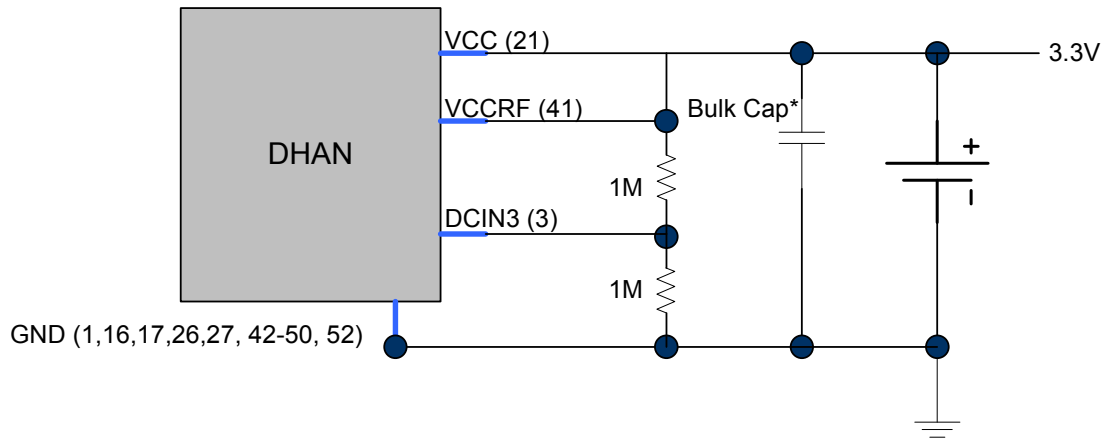 VCC (21)
3.3V
VCCRF (41)
Bulk Cap*
DHAN
+
1M
-
DCIN3 (3)
1M
GND (1,16,17,26,27, 42-50, 52)